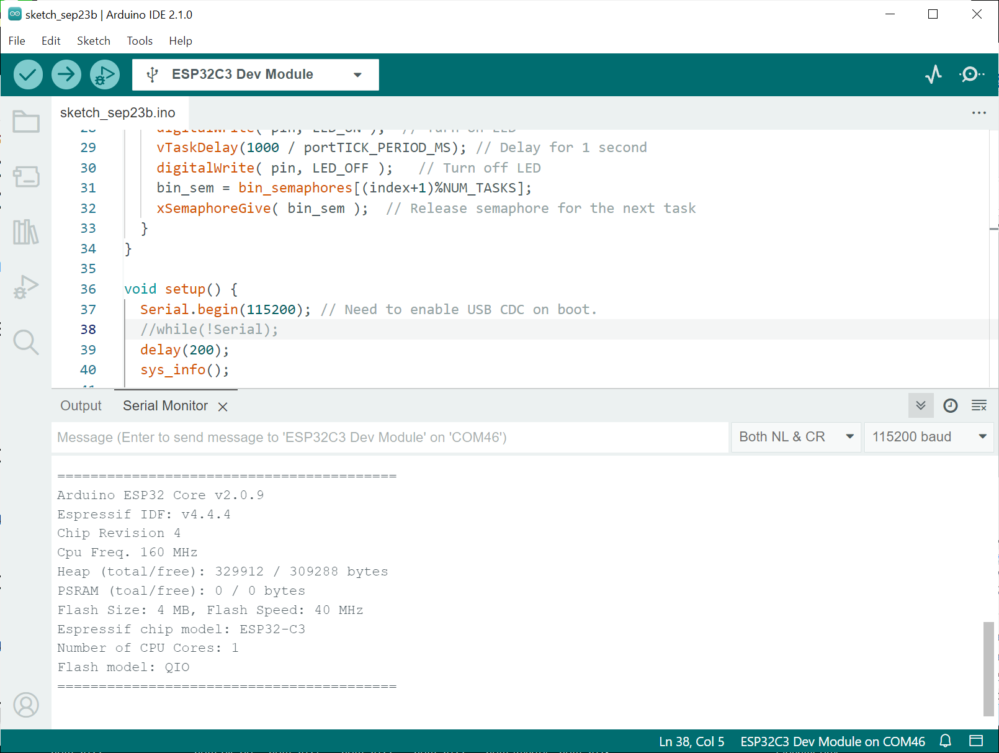 sketch_sep23b | Arduino IDE 2.1.0
File Edit Sketch Tools Help
ESP32C3 Dev Module
sketch_sep23b.ino
28 digitalWrite( pin, LED_ON ); // Turn on LED
29 vTaskDelay(1000 / portTICK_PERIOD_MS); // Delay for 1 second
30 digitalWrite( pin, LED_OFF ); // Turn off LED
31 bin_sem = bin_semaphores[(index+1)%NUM_TASKS];
32 xSemaphoreGive( bin_sem ); // Release semaphore for the next task
33 }
34 }
35
36 void setup() {
37 Serial.begin(115200); // Need to enable USB CDC on boot.
38 //while(!Serial);
39 delay(200);
40 sys_info();
41
Output Serial Monitor
Message (Enter to send message to 'ESP32C3 Dev Module' on 'COM46') Both NL & CR 115200 baud
=========================================
Arduino ESP32 Core v2.0.9
Espressif IDF: v4.4.4
Chip Revision 4
Cpu Freq. 160 MHz
Heap (total/free): 329912 / 309288 bytes
PSRAM (toal/free): 0 / 0 bytes
Flash Size: 4 MB, Flash Speed: 40 MHz
Espressif chip model: ESP32-C3
Number of CPU Cores: 1
Flash model: QIO
=========================================
Ln 38, Col 5 ESP32C3 Dev Module on COM46